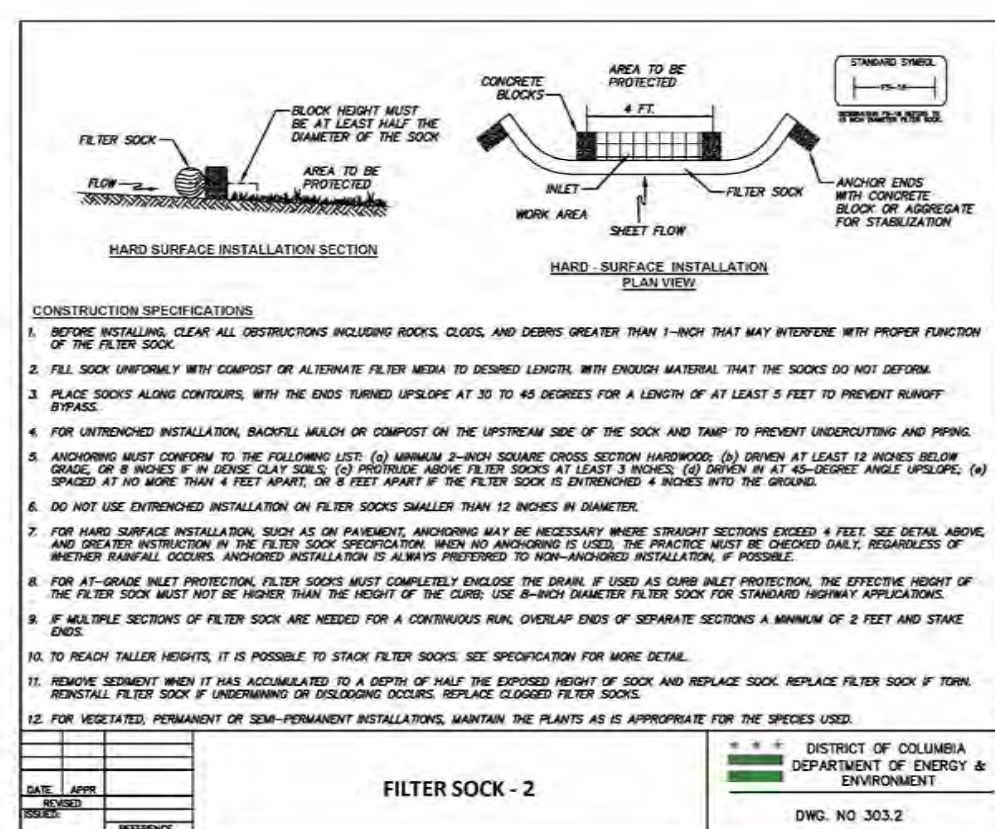 FILTER SOCK
FLOW
BLOCK HEIGHT MUST
BE AT LEAST HALF THE
DIAMETER OF THE SOCK
AREA TO BE
PROTECTED
HARD SURFACE INSTALLATION SECTION
CONCRETE
BLOCKS
AREA TO BE
PROTECTED
4 FT.
INLET
FILTER SOCK
WORK AREA
SHEET FLOW
ANCHOR ENDS
WITH CONCRETE
BLOCK OR AGGREGATE
FOR STABILIZATION
HARD - SURFACE INSTALLATION
PLAN VIEW
STANDARD SYMBOL
FS-18
DESIGNATION FS-18 REFERS TO
18 INCH DIAMETER FILTER SOCK.
CONSTRUCTION SPECIFICATIONS
1. BEFORE INSTALLING, CLEAR ALL OBSTRUCTIONS INCLUDING ROCKS, CLODS, AND DEBRIS GREATER THAN 1-INCH THAT MAY INTERFERE WITH PROPER FUNCTION
OF THE FILTER SOCK.
2. FILL SOCK UNIFORMLY WITH COMPOST OR ALTERNATE FILTER MEDIA TO DESIRED LENGTH, WITH ENOUGH MATERIAL THAT THE SOCKS DO NOT DEFORM.
3. PLACE SOCKS ALONG CONTOURS, WITH THE ENDS TURNED UPSLOPE AT 30 TO 45 DEGREES FOR A LENGTH OF AT LEAST 5 FEET TO PREVENT RUNOFF
BYPASS.
4. FOR UNTRENCHED INSTALLATION, BACKFILL MULCH OR COMPOST ON THE UPSTREAM SIDE OF THE SOCK AND TAMP TO PREVENT UNDERCUTTING AND PIPING.
5. ANCHORING MUST CONFORM TO THE FOLLOWING LIST: (a) MINIMUM 2-INCH SQUARE CROSS SECTION HARDWOOD; (b) DRIVEN AT LEAST 12 INCHES BELOW
GRADE, OR 8 INCHES IF IN DENSE CLAY SOILS; (c) PROTRUDE ABOVE FILTER SOCKS AT LEAST 3 INCHES; (d) DRIVEN IN AT 45-DEGREE ANGLE UPSLOPE; (e)
SPACED AT NO MORE THAN 4 FEET APART, OR 8 FEET APART IF THE FILTER SOCK IS ENTRENCHED 4 INCHES INTO THE GROUND.
6. DO NOT USE ENTRENCHED INSTALLATION ON FILTER SOCKS SMALLER THAN 12 INCHES IN DIAMETER.
7. FOR HARD SURFACE INSTALLATION, SUCH AS ON PAVEMENT, ANCHORING MAY BE NECESSARY WHERE STRAIGHT SECTIONS EXCEED 4 FEET. SEE DETAIL ABOVE,
AND GREATER INSTRUCTION IN THE FILTER SOCK SPECIFICATION. WHEN NO ANCHORING IS USED, THE PRACTICE MUST BE CHECKED DAILY, REGARDLESS OF
WHETHER RAINFALL OCCURS. ANCHORED INSTALLATION IS ALWAYS PREFERRED TO NON-ANCHORED INSTALLATION, IF POSSIBLE.
8. FOR AT-GRADE INLET PROTECTION, FILTER SOCKS MUST COMPLETELY ENCLOSE THE DRAIN. IF USED AS CURB INLET PROTECTION, THE EFFECTIVE HEIGHT OF
THE FILTER SOCK MUST NOT BE HIGHER THAN THE HEIGHT OF THE CURB; USE 8-INCH DIAMETER FILTER SOCK FOR STANDARD HIGHWAY APPLICATIONS.
9. IF MULTIPLE SECTIONS OF FILTER SOCK ARE NEEDED FOR A CONTINUOUS RUN, OVERLAP ENDS OF SEPARATE SECTIONS A MINIMUM OF 2 FEET AND STAKE
ENDS.
10. TO REACH TALLER HEIGHTS, IT IS POSSIBLE TO STACK FILTER SOCKS. SEE SPECIFICATION FOR MORE DETAIL.
11. REMOVE SEDIMENT WHEN IT HAS ACCUMULATED TO A DEPTH OF HALF THE EXPOSED HEIGHT OF SOCK AND REPLACE SOCK. REPLACE FILTER SOCK IF TORN.
REINSTALL FILTER SOCK IF UNDERMINING OR DISLODGING OCCURS. REPLACE CLOGGED FILTER SOCKS.
12. FOR VEGETATED, PERMANENT OR SEMI-PERMANENT INSTALLATIONS, MAINTAIN THE PLANTS AS IS APPROPRIATE FOR THE SPECIES USED.
DATE APPR
REVISED
ISSUED:
REFERENCE
FILTER SOCK - 2
DISTRICT OF COLUMBIA
DEPARTMENT OF ENERGY &
ENVIRONMENT
DWG. NO 303.2